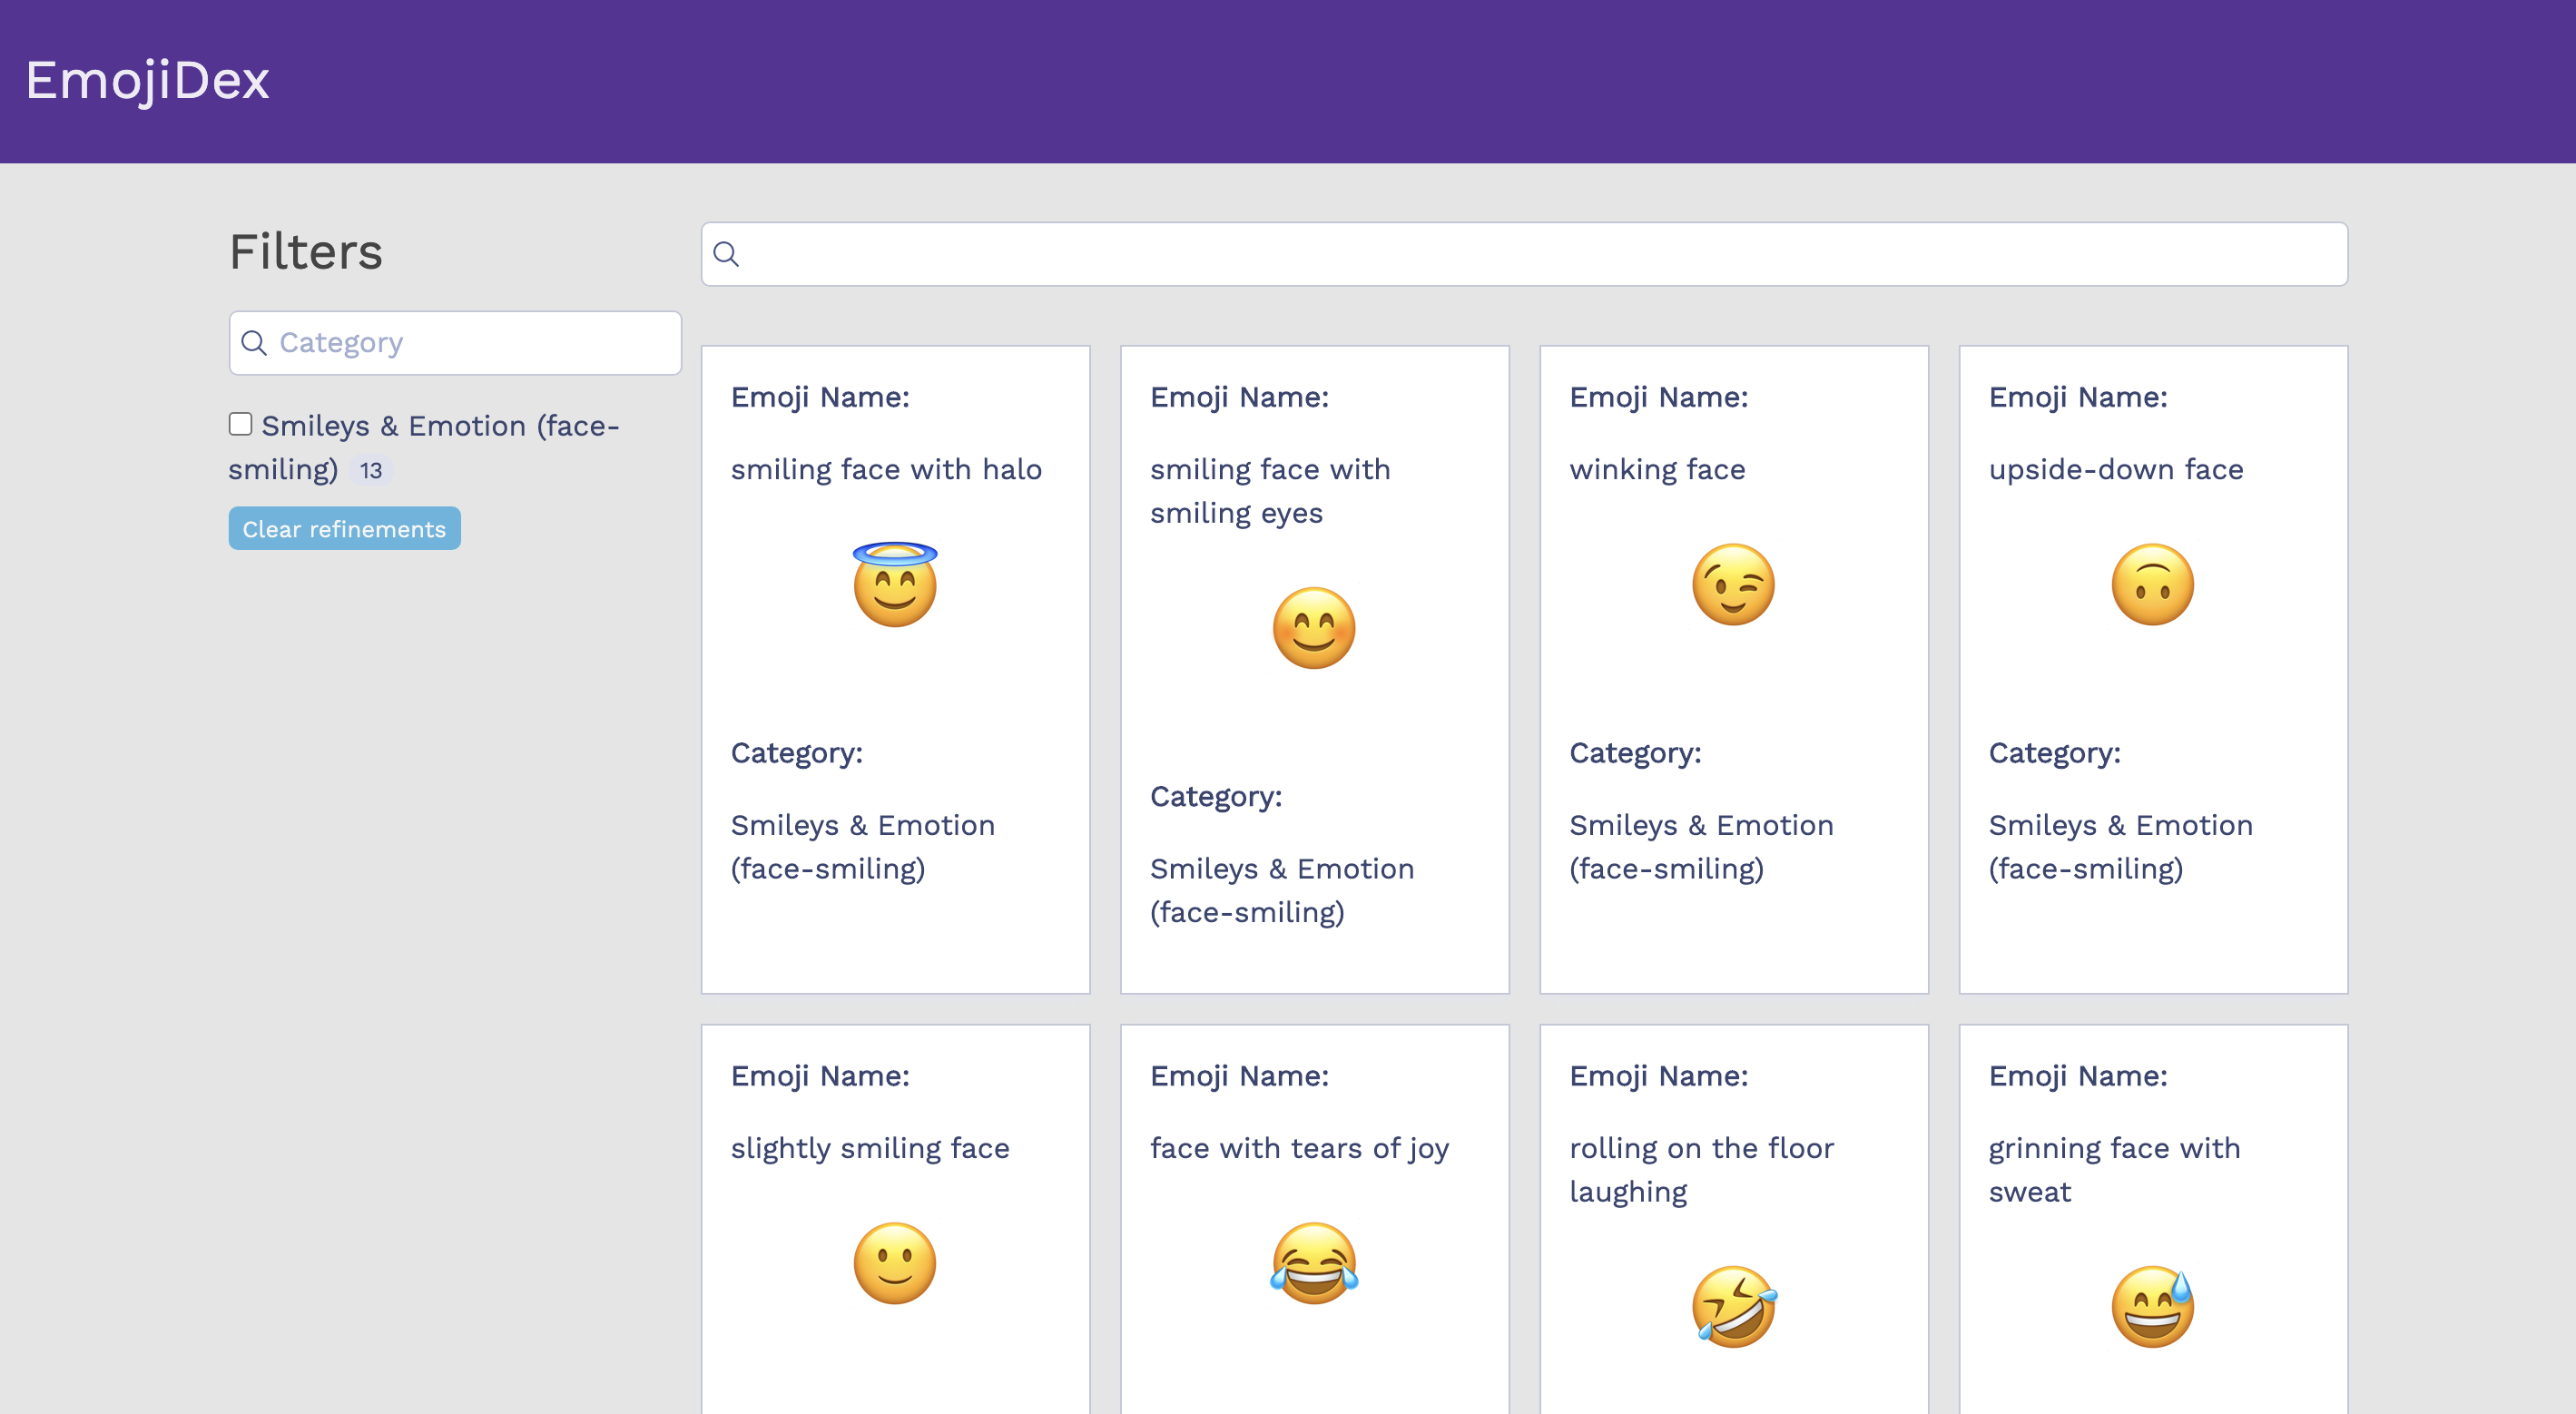 EmojiDex
Filters
Category
Smileys & Emotion (face-
smiling) 13
Clear refinements
Emoji Name:
smiling face with halo
Category:
Smileys & Emotion
(face-smiling)
Emoji Name:
smiling face with
smiling eyes
Category:
Smileys & Emotion
(face-smiling)
Emoji Name:
winking face
Category:
Smileys & Emotion
(face-smiling)
Emoji Name:
upside-down face
Category:
Smileys & Emotion
(face-smiling)
Emoji Name:
slightly smiling face
Emoji Name:
face with tears of joy
Emoji Name:
rolling on the floor
laughing
Emoji Name:
grinning face with
sweat